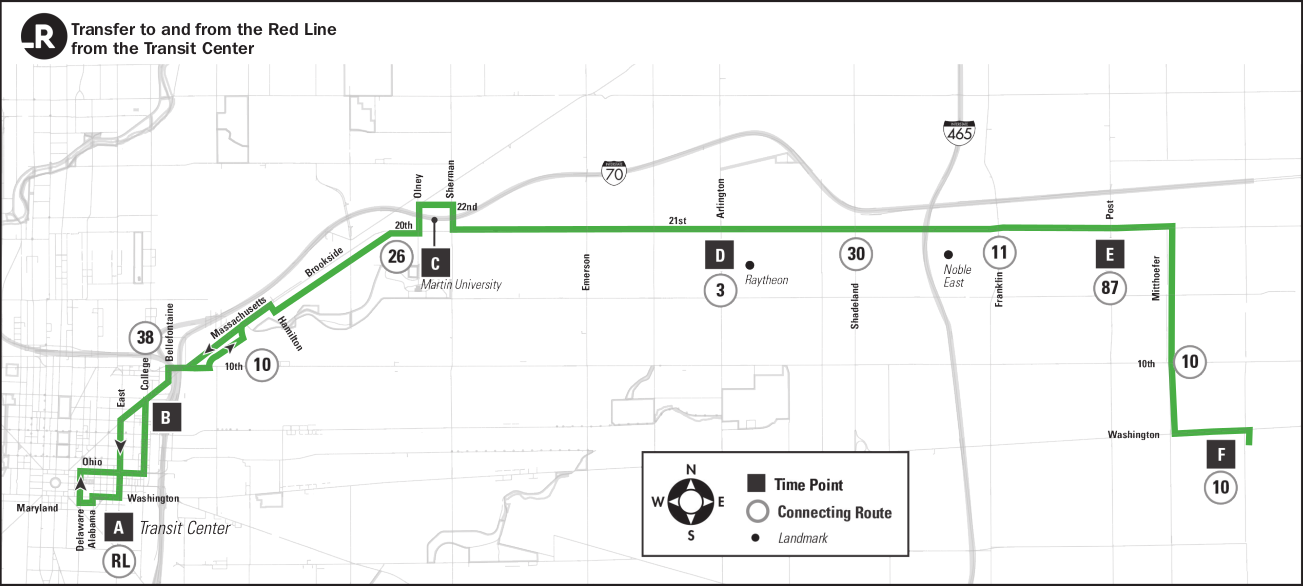 R
Transfer to and from the Red Line
from the Transit Center
INTERSTATE
465
INTERSTATE
70
Olney
Sherman
22nd
20th
21st
Arlington
Post
Brookside
26
C
Martin University
Emerson
D
3
Raytheon
30
Shadeland
Noble
East
11
Franklin
E
87
Mitthoefer
Massachusetts
Hamilton
Bellefontaine
38
10th
10
10th
10
College
East
B
Ohio
Washington
Maryland
Delaware
Alabama
A
Transit Center
RL
Washington
F
10
N
W
E
S
Time Point
Connecting Route
Landmark